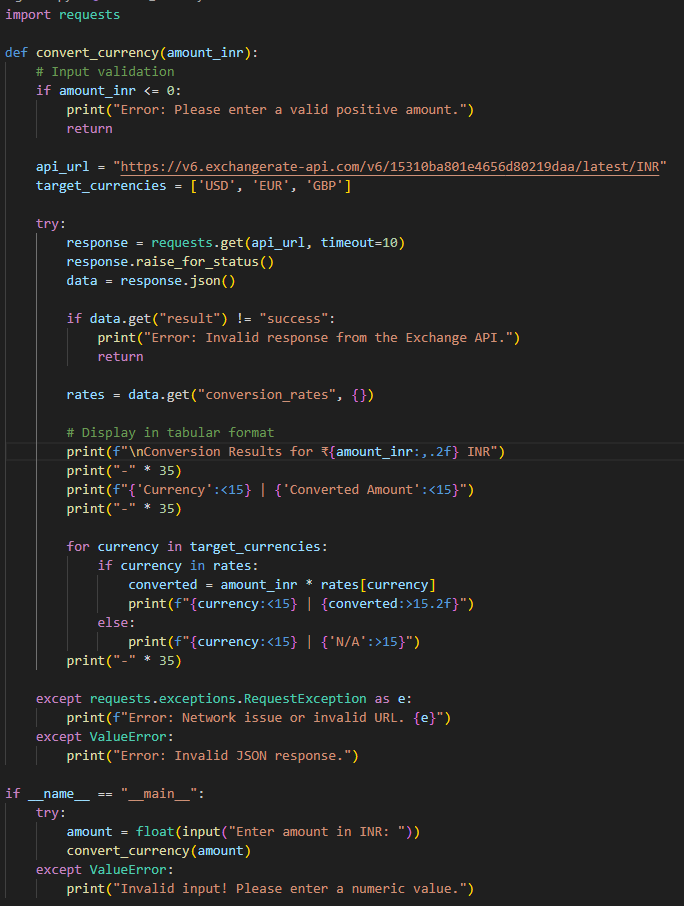 import requests

def convert_currency(amount_inr):
    # Input validation
    if amount_inr <= 0:
        print("Error: Please enter a valid positive amount.")
        return

    api_url = "https://v6.exchangerate-api.com/v6/15310ba801e4656d80219daa/latest/INR"
    target_currencies = ['USD', 'EUR', 'GBP']

    try:
        response = requests.get(api_url, timeout=10)
        response.raise_for_status()
        data = response.json()

        if data.get("result") != "success":
            print("Error: Invalid response from the Exchange API.")
            return

        rates = data.get("conversion_rates", {})

        # Display in tabular format
        print(f"\nConversion Results for ₹{amount_inr:,.2f} INR")
        print("-" * 35)
        print(f"{'Currency':<15} | {'Converted Amount':<15}")
        print("-" * 35)

        for currency in target_currencies:
            if currency in rates:
                converted = amount_inr * rates[currency]
                print(f"{currency:<15} | {converted:>15.2f}")
            else:
                print(f"{currency:<15} | {'N/A':>15}")
        print("-" * 35)

    except requests.exceptions.RequestException as e:
        print(f"Error: Network issue or invalid URL. {e}")
    except ValueError:
        print("Error: Invalid JSON response.")

if __name__ == "__main__":
    try:
        amount = float(input("Enter amount in INR: "))
        convert_currency(amount)
    except ValueError:
        print("Invalid input! Please enter a numeric value.")